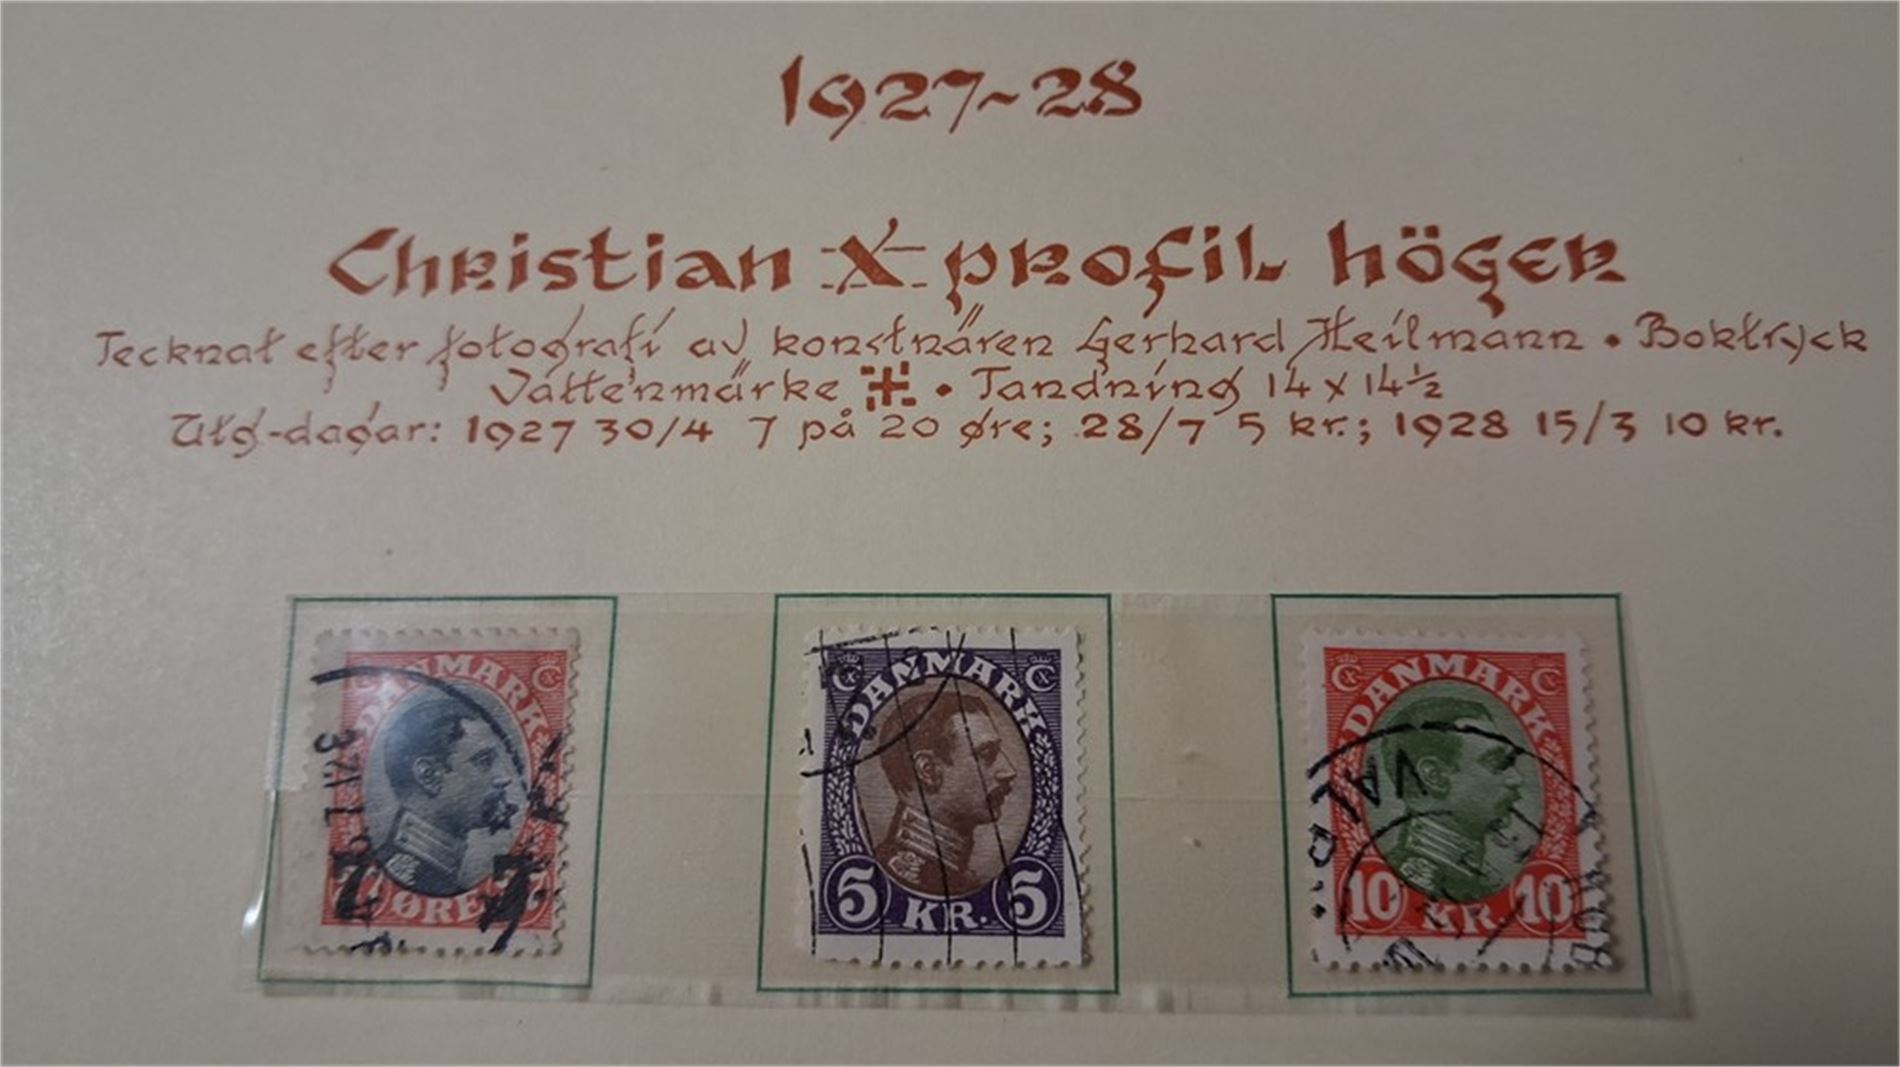 1927-28
Christian X profil höger
Tecknat efter fotografi av konstnären Gerhard Heilmann • Boktryck
Vattenmärke • Tandning 14 x 14½
Utg-dagar: 1927 30/4 7 på 20 øre; 28/7 5 kr.; 1928 15/3 10 kr.
DANMARK
ØRE
DANMARK
5 KR. 5
DANMARK
10 KR. 10